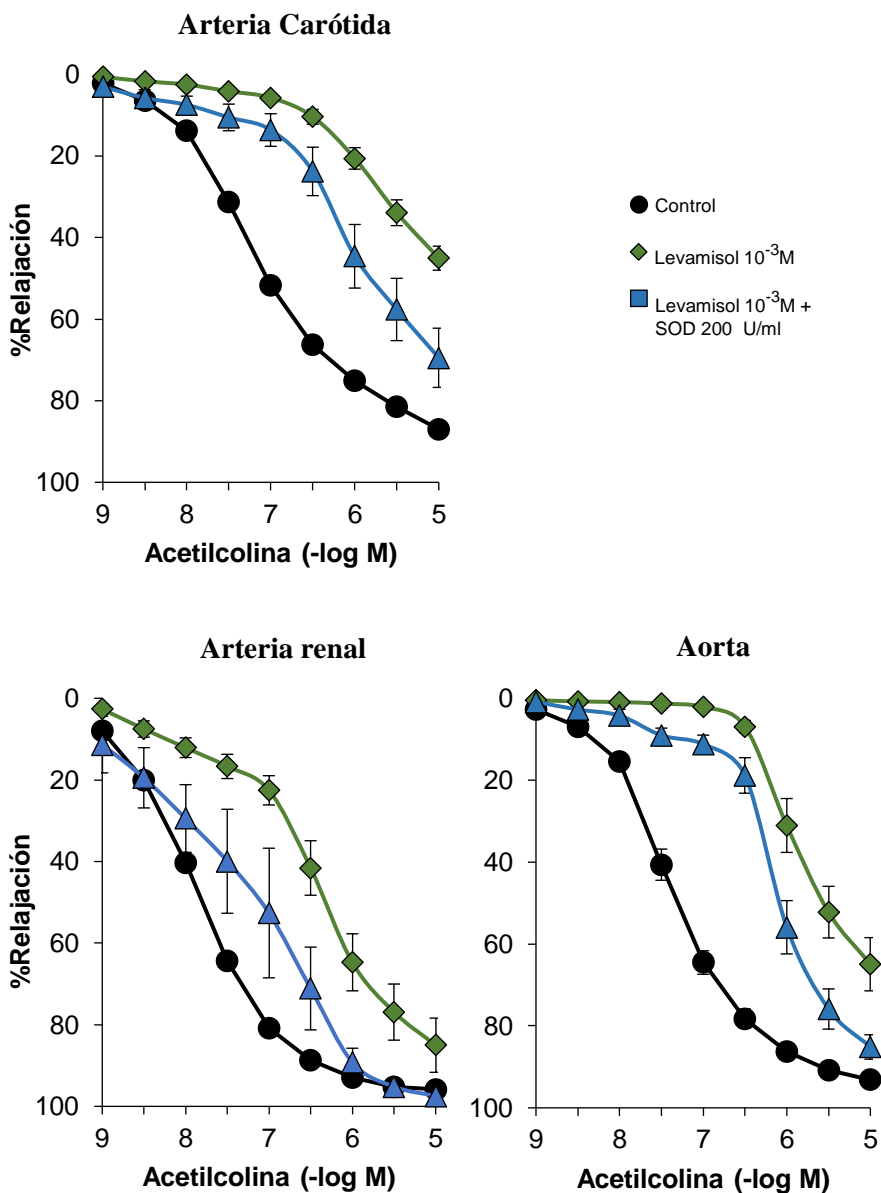 Arteria Carótida
0
20
40
60
80
100
%Relajación
9 8 7 6 5
Acetilcolina (-log M)
Control
Levamisol 10⁻³M
Levamisol 10⁻³M +
SOD 200 U/ml
Arteria renal
0
20
40
60
80
100
%Relajación
9 8 7 6 5
Acetilcolina (-log M)
Aorta
0
20
40
60
80
100
9 8 7 6 5
Acetilcolina (-log M)